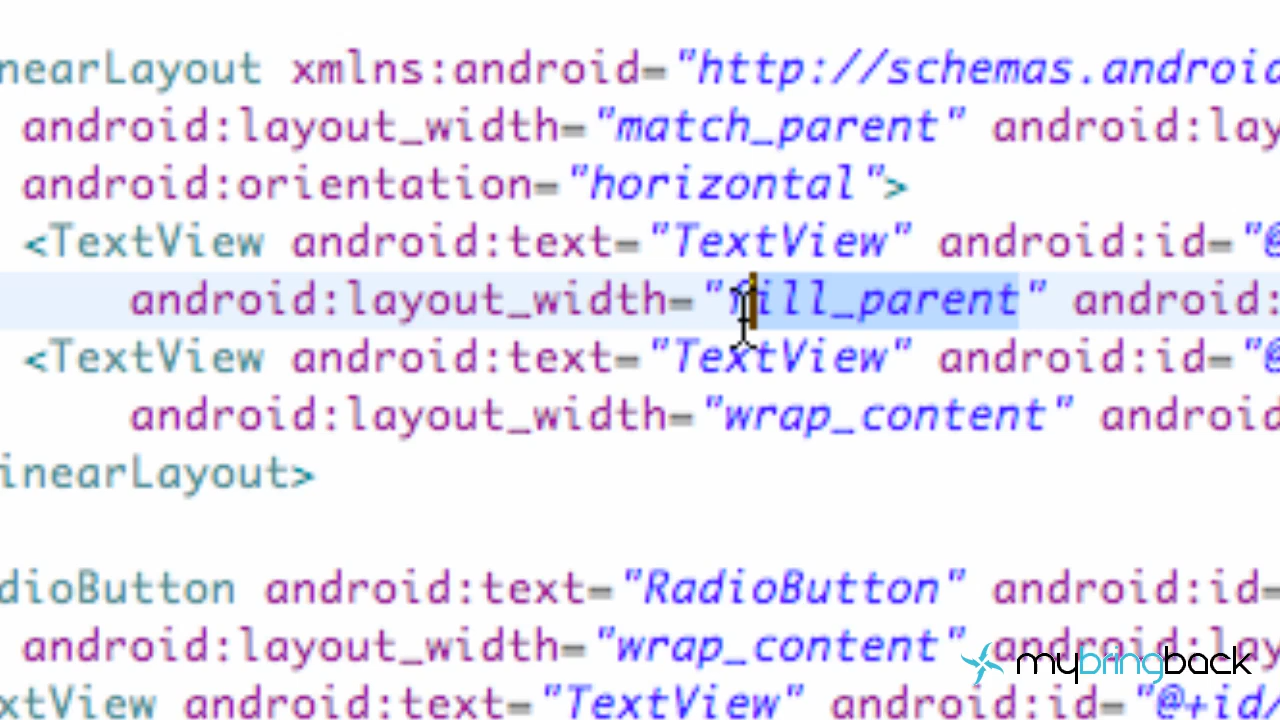 nearLayout xmlns:android="http://schemas.android
android:layout_width="match_parent" android:lay
android:orientation="horizontal">
<TextView android:text="TextView" android:id="@
android:layout_width="fill_parent" android:
<TextView android:text="TextView" android:id="@
android:layout_width="wrap_content" android
inearLayout>
dioButton android:text="RadioButton" android:id=
android:layout_width="wrap_content" android:lay
mybringback
xtView android:text="TextView" android:id="@+id/